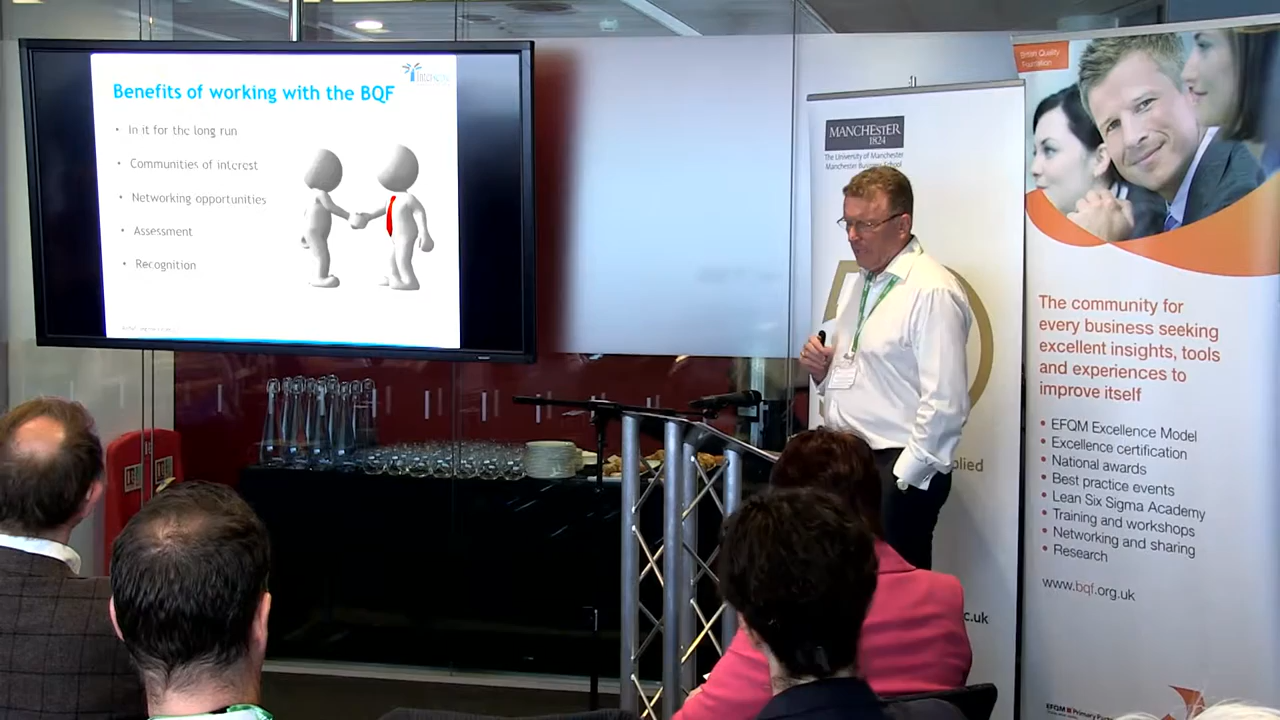 Benefits of working with the BQF
• In it for the long run
• Communities of interest
• Networking opportunities
• Assessment
• Recognition
MANCHESTER
1824
The University of Manchester
Manchester Business School
plied
c.uk
British Quality
Foundation
The community for
every business seeking
excellent insights, tools
and experiences to
improve itself
• EFQM Excellence Model
• Excellence certification
• National awards
• Best practice events
• Lean Six Sigma Academy
• Training and workshops
• Networking and sharing
• Research
www.bqf.org.uk
EFQM